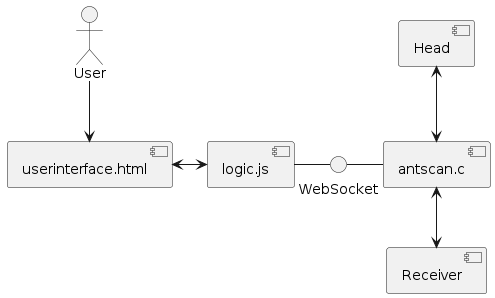 User
Head
userinterface.html
logic.js
WebSocket
antscan.c
Receiver